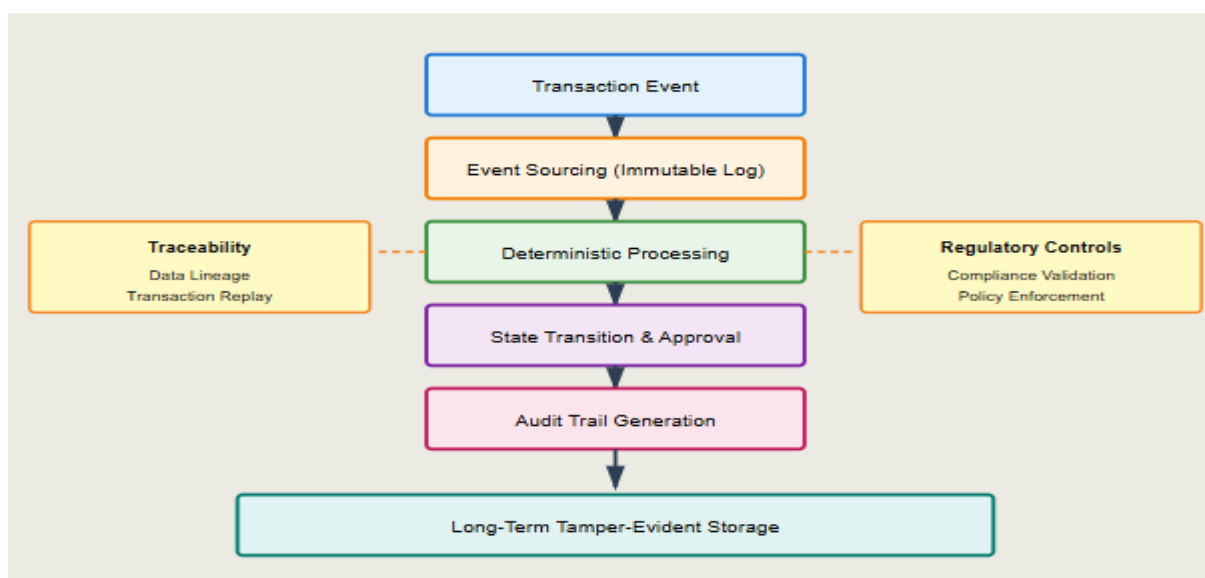 Transaction Event
Event Sourcing (Immutable Log)
Traceability
Data Lineage
Transaction Replay
Deterministic Processing
Regulatory Controls
Compliance Validation
Policy Enforcement
State Transition & Approval
Audit Trail Generation
Long-Term Tamper-Evident Storage